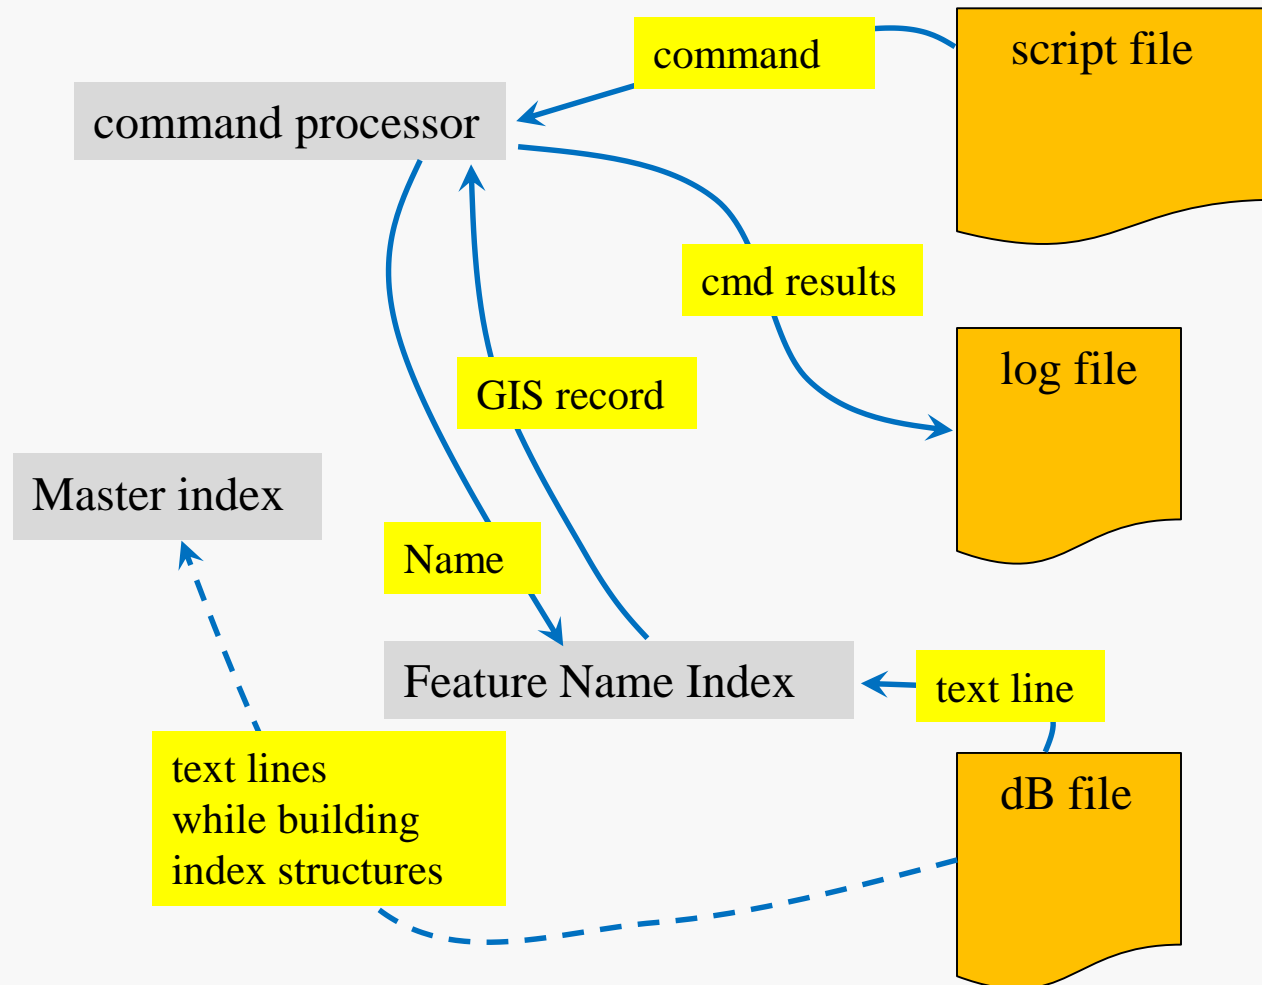 command
script file
command processor
cmd results
log file
GIS record
Master index
Name
Feature Name Index
text line
text lines
while building
index structures
dB file